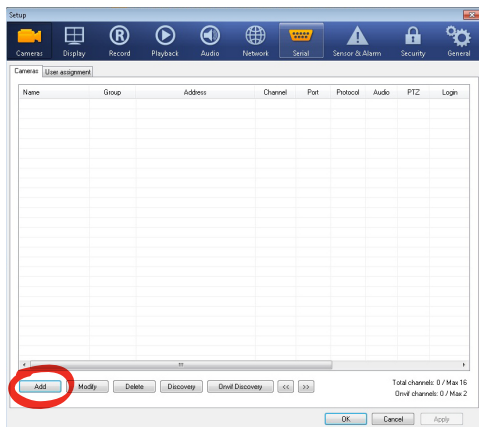 Setup
Cameras Display Record Playback Audio Network Serial Sensor & Alarm Security General
Cameras User assignment
Name Group Address Channel Port Protocol Audio PTZ Login
Add Modify Delete Discovery Onvif Discovery << >>
Total channels: 0 / Max 16
Onvif channels: 0 / Max 2
OK Cancel Apply